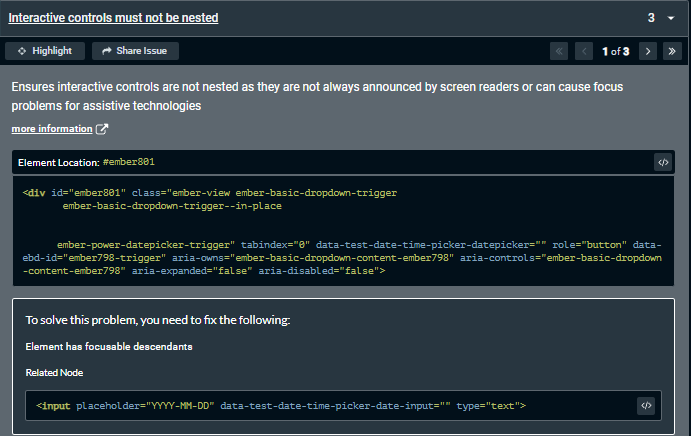 Interactive controls must not be nested 3
Highlight Share Issue 1 of 3
Ensures interactive controls are not nested as they are not always announced by screen readers or can cause focus
problems for assistive technologies
more information
Element Location: #ember801
<div id="ember801" class="ember-view ember-basic-dropdown-trigger
ember-basic-dropdown-trigger--in-place
ember-power-datepicker-trigger" tabindex="0" data-test-date-time-picker-datepicker="" role="button" data-
ebd-id="ember798-trigger" aria-owns="ember-basic-dropdown-content-ember798" aria-controls="ember-basic-dropdown
-content-ember798" aria-expanded="false" aria-disabled="false">
To solve this problem, you need to fix the following:
Element has focusable descendants
Related Node
<input placeholder="YYYY-MM-DD" data-test-date-time-picker-date-input="" type="text">